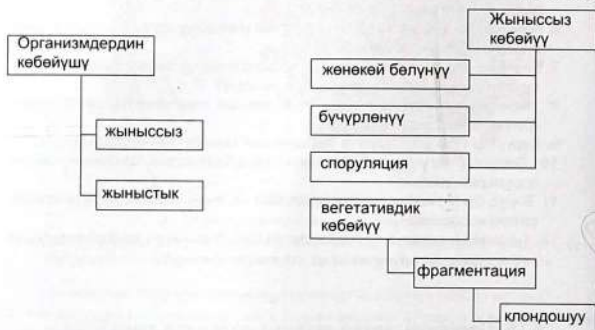 Организмдердин
көбөйүшү
жыныссыз
жыныстык
Жыныссыз
көбөйүү
жөнөкөй бөлүнүү
бүчүрлөнүү
споруляция
вегетативдик
көбөйүү
фрагментация
клондошуу